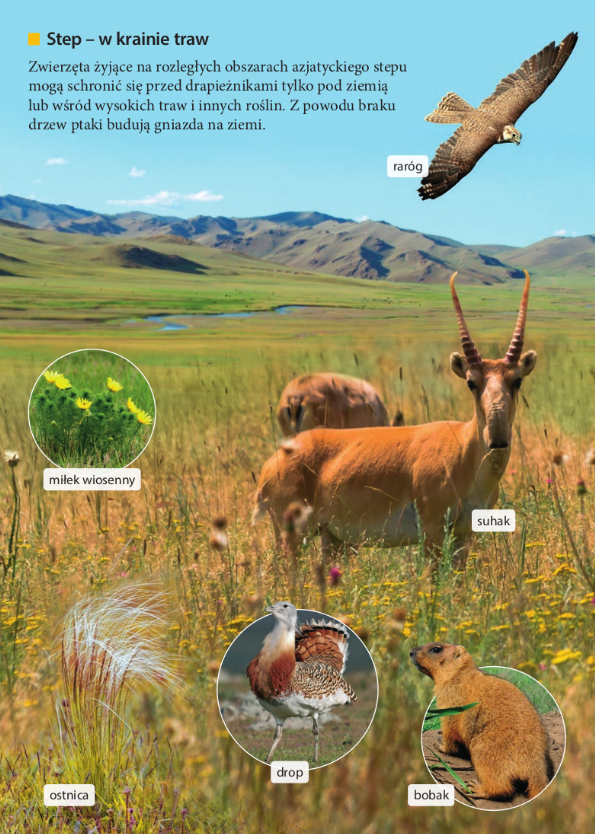 Step – w krainie traw
Zwierzęta żyjące na rozległych obszarach azjatyckiego stepu
mogą schronić się przed drapieżnikami tylko pod ziemią
lub wśród wysokich traw i innych roślin. Z powodu braku
drzew ptaki budują gniazda na ziemi.
raróg
miłek wiosenny
suhak
drop
ostnica
bobak